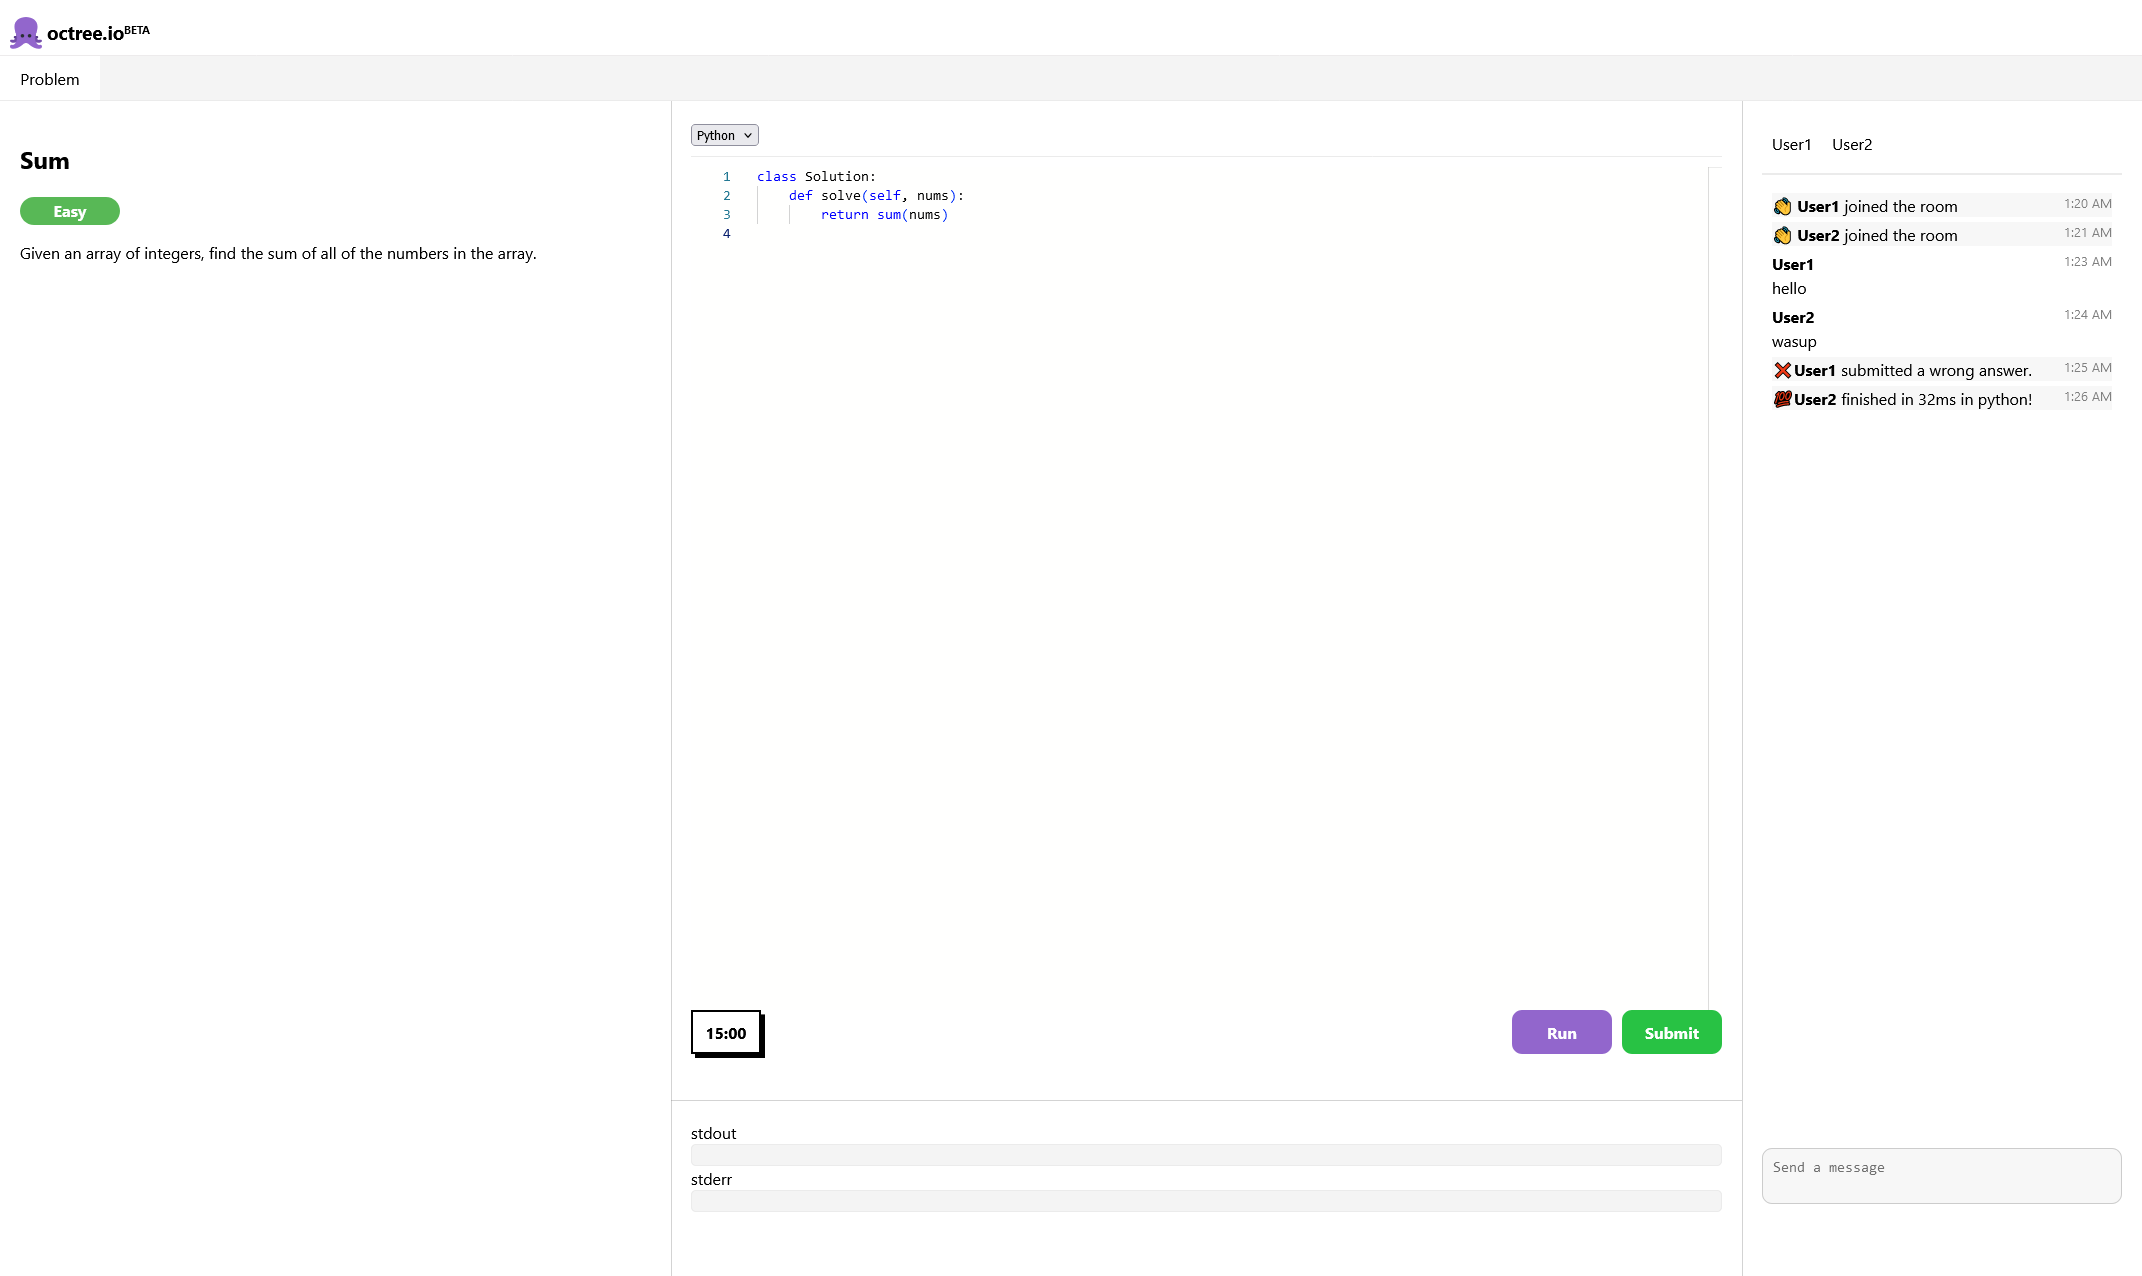 octree.ioBETA
Problem
Sum
Easy
Given an array of integers, find the sum of all of the numbers in the array.
Python
1 class Solution:
2     def solve(self, nums):
3         return sum(nums)
4
15:00
Run
Submit
stdout
stderr
User1 User2
User1 joined the room 1:20 AM
User2 joined the room 1:21 AM
User1 1:23 AM
hello
User2 1:24 AM
wasup
User1 submitted a wrong answer. 1:25 AM
💯User2 finished in 32ms in python! 1:26 AM
Send a message